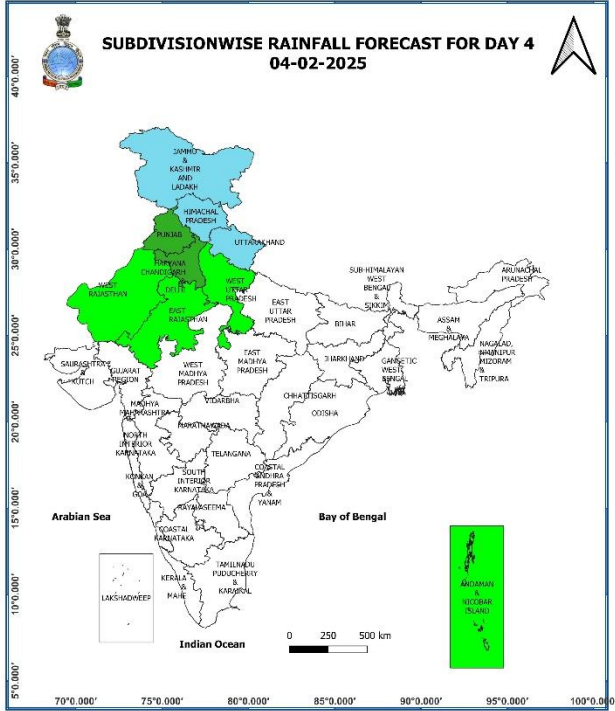 SUBDIVISIONWISE RAINFALL FORECAST FOR DAY 4
04-02-2025
40°0.000'
35°0.000'
30°0.000'
25°0.000'
20°0.000'
15°0.000'
10°0.000'
5°0.000'
JAMMO
&
KASHMIR
AND
LADAKH
HIMACHAL
PRADESH
PUNJAB
UTTARAKHAND
HARYANA
CHANDIGARH
&
DELHI
WEST
RAJASTHAN
EAST
RAJASTHAN
WEST
UTTAR
PRADESH
EAST
UTTAR
PRADESH
SUB-HIMALAYAN
WEST
BENGAL
&
SIKKIM
ARUNACHAL
PRADESH
ASSAM
&
MEGHALAYA
NAGALAD,
MANIPUR
MIZORAM
&
TRIPURA
BIHAR
JHARKHAND
GANGETIC
WEST
BENGAL
SAURASHTRA
&
KUTCH
GUJARAT
REGION
WEST
MADHYA
PRADESH
EAST
MADHYA
PRADESH
CHHATTISGARH
ODISHA
MADHYA
MAHARASHTRA
VIDARBHA
MARATHAWADA
NORTH
INTERIOR
KARNATAKA
TELANGANA
KONKAN
&
GOA
SOUTH
INTERIOR
KARNATAKA
COASTAL
ANDHRA
PRADESH
&
YANAM
RAYALASEEMA
COASTAL
KARNATAKA
TAMILNADU
PUDUCHERRY
&
KARAIKAL
KERALA
&
MAHE
LAKSHADWEEP
ANDAMAN
&
NICOBAR
ISLAND
Arabian Sea
Bay of Bengal
Indian Ocean
0 250 500 km
70°0.000' 75°0.000' 80°0.000' 85°0.000' 90°0.000' 95°0.000' 100°0.000'